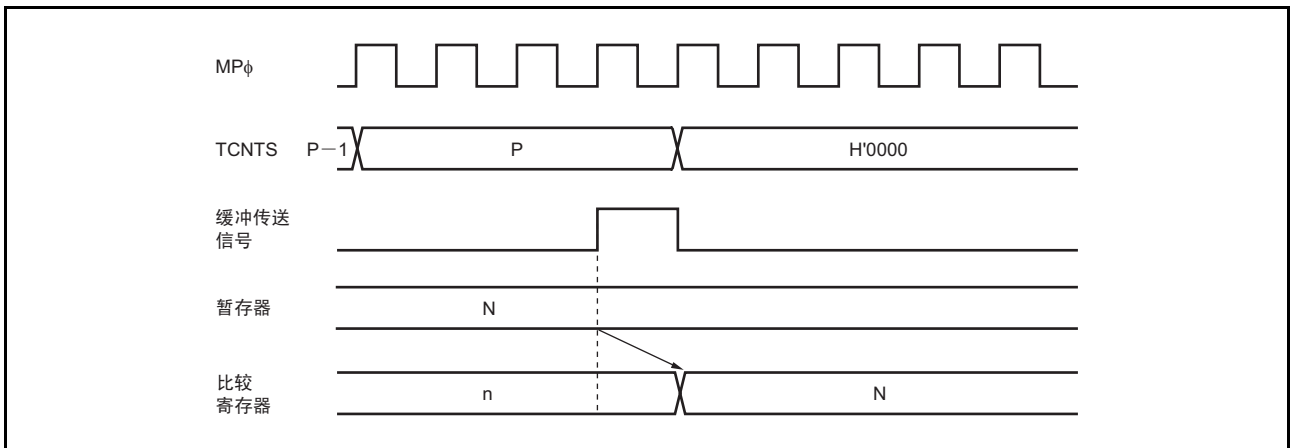 MPφ
TCNTS P－1 P H'0000
缓冲传送
信号
暂存器 N
比较
寄存器 n N